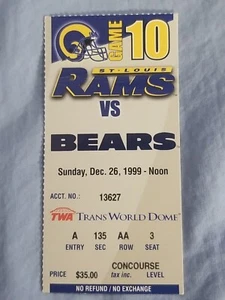 GAME 10
ST. LOUIS
RAMS
VS
BEARS
Sunday, Dec. 26, 1999 - Noon
ACCT. NO.: 13627
TWA TRANS WORLD DOME
A 135 AA 3
ENTRY SEC ROW SEAT
CONCOURSE
PRICE $35.00 tax inc. LEVEL
NO REFUND / NO EXCHANGE